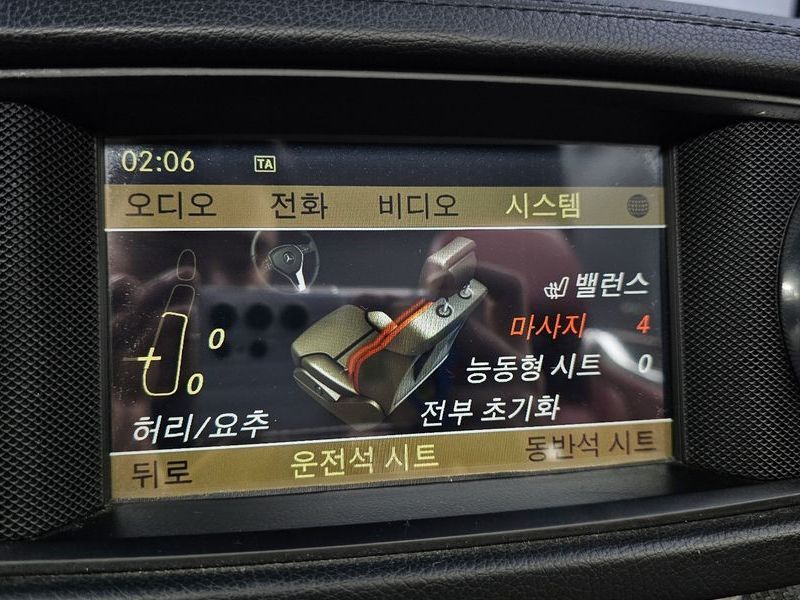 02:06 TA
오디오 전화 비디오 시스템
밸런스
마사지 4
0 능동형 시트 0
0
허리/요추 전부 초기화
뒤로 운전석 시트 동반석 시트